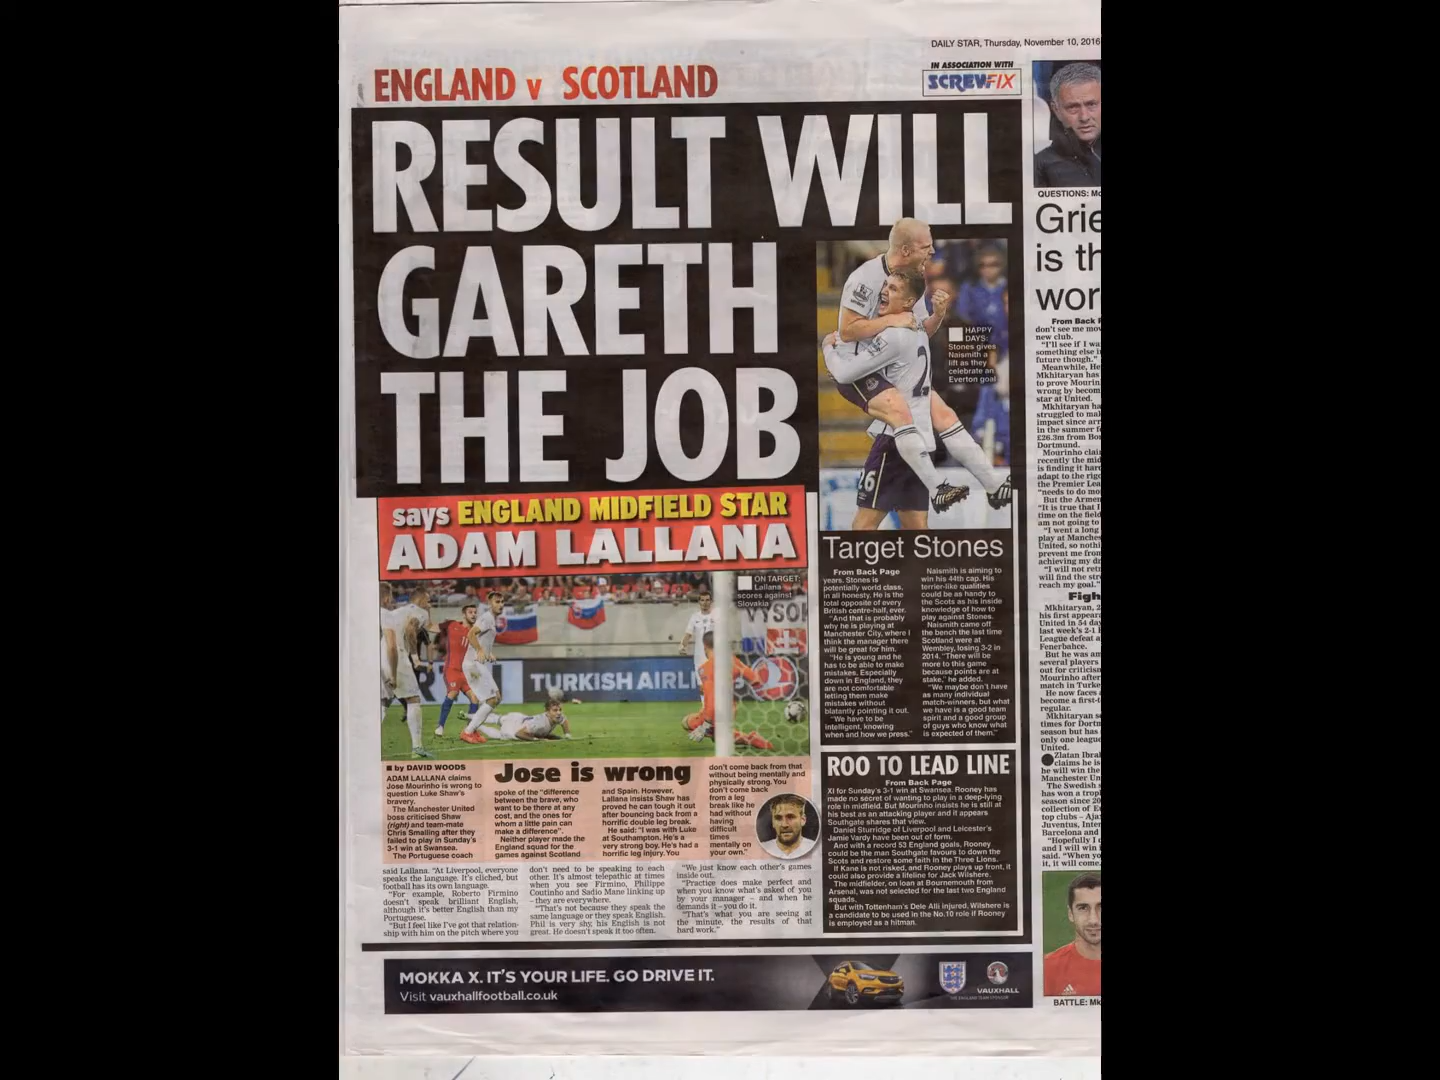 DAILY STAR, Thursday, November 10, 2016
ENGLAND v SCOTLAND
IN ASSOCIATION WITH
SCREWFIX
RESULT WILL
GARETH
THE JOB
says ENGLAND MIDFIELD STAR
ADAM LALLANA
ON TARGET:
Lallana
scores against
Slovakia
TURKISH AIRLI
HAPPY
DAYS:
Stones gives
Naismith a
lift as they
celebrate an
Everton goal
2
26
Target Stones
From Back Page
years. Stones is
potentially world class,
in all honesty. He is the
total opposite of every
British centre-half, ever.
"And that is probably
why he is playing at
Manchester City, where I
think the manager there
will be great for him.
"He is young and he
has to be able to make
mistakes. Especially
down in England, they
are not comfortable
letting them make
mistakes without
blatantly pointing it out.
"We have to be
intelligent, knowing
when and how we press."
Naismith is aiming to
win his 44th cap. His
terrier-like qualities
could be as handy to
the Scots as his inside
knowledge of how to
play against Stones.
Naismith came off
the bench the last time
Scotland were at
Wembley, losing 3-2 in
2014. "There will be
more to this game
because points are at
stake," he added.
"We maybe don't have
as many individual
match-winners, but what
we have is a good team
spirit and a good group
of guys who know what
is expected of them."
by DAVID WOODS
ADAM LALLANA claims
Jose Mourinho is wrong to
question Luke Shaw's
bravery.
The Manchester United
boss criticised Shaw
(right) and team-mate
Chris Smalling after they
failed to play in Sunday's
3-1 win at Swansea.
The Portuguese coach
Jose is wrong
spoke of the "difference
between the brave, who
want to be there at any
cost, and the ones for
whom a little pain can
make a difference".
Neither player made the
England squad for the
games against Scotland
and Spain. However,
Lallana insists Shaw has
proved he can tough it out
after bouncing back from a
horrific double leg break.
He said: "I was with Luke
at Southampton. He's a
very strong boy. He's had a
horrific leg injury. You
don't come back from that
without being mentally and
physically strong. You
don't come back
from a leg
break like he
had without
having
difficult
times
mentally on
your own."
said Lallana. "At Liverpool, everyone
speaks the language. It's cliched, but
football has its own language.
"For example, Roberto Firmino
doesn't speak brilliant English,
although it's better English than my
Portuguese.
"But I feel like I've got that relation-
ship with him on the pitch where you
don't need to be speaking to each
other. It's almost telepathic at times
when you see Firmino, Philippe
Coutinho and Sadio Mane linking up
– they are everywhere.
"That's not because they speak the
same language or they speak English.
Phil is very shy, his English is not
great. He doesn't speak it too often.
"We just know each other's games
inside out.
"Practice does make perfect and
when you know what's asked of you
by your manager – and when he
demands it – you do it.
"That's what you are seeing at
the minute, the results of that
hard work."
ROO TO LEAD LINE
From Back Page
XI for Sunday's 3-1 win at Swansea. Rooney has
made no secret of wanting to play in a deep-lying
role in midfield. But Mourinho insists he is still at
his best as an attacking player and it appears
Southgate shares that view.
Daniel Sturridge of Liverpool and Leicester's
Jamie Vardy have been out of form.
And with a record 53 England goals, Rooney
could be the man Southgate favours to down the
Scots and restore some faith in the Three Lions.
If Kane is not risked, and Rooney plays up front, it
could also provide a lifeline for Jack Wilshere.
The midfielder, on loan at Bournemouth from
Arsenal, was not selected for the last two England
squads.
But with Tottenham's Dele Alli injured, Wilshere is
a candidate to be used in the No.10 role if Rooney
is employed as a hitman.
MOKKA X. IT'S YOUR LIFE. GO DRIVE IT.
Visit vauxhallfootball.co.uk
VAUXHALL
QUESTIONS: Mo
Grie
is th
wor
From Back P
don't see me mov
new club.
"I'll see if I wa
something else i
future though."
Meanwhile, He
Mkhitaryan has
to prove Mourin
wrong by becom
star at United.
Mkhitaryan ha
struggled to mak
impact since arr
in the summer f
£26.3m from Bor
Dortmund.
Mourinho clai
recently the mid
is finding it hard
adapt to the rigo
the Premier Lea
"needs to do mo
But the Armen
"It is true that I
time on the field
am not going to
"I went a long
play at Manches
United, so nothi
prevent me from
achieving my dr
"I will not retr
will find the stre
reach my goal."
Figh
Mkhitaryan, 2
his first appeara
United in 54 day
last week's 2-1 E
League defeat a
Fenerbahce.
But he was am
several players
out for criticism
Mourinho after
match in Turke
He now faces a
become a first-t
regular.
Mkhitaryan s
times for Dortm
season but has
only one league
United.
Zlatan Ibra
claims he is
he will win the
Manchester Un
The Swedish s
has won a trop
season since 20
collection of E
top clubs – Ajax
Juventus, Inter
Barcelona and
"Hopefully I c
and I will win i
said. "When yo
it, it will come.
BATTLE: Mk